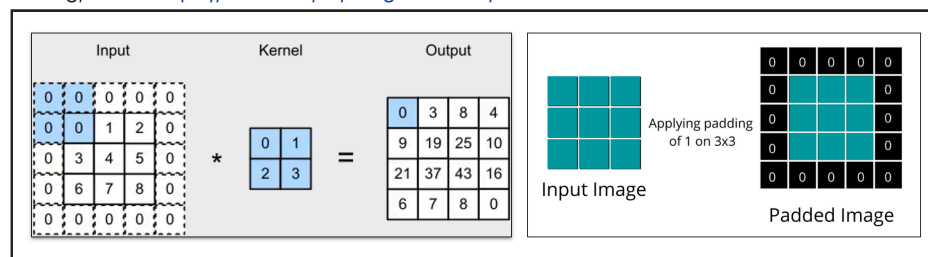 Input Kernel Output
0 0 0 0 0
0 0 1 2 0
0 3 4 5 0
0 6 7 8 0
0 0 0 0 0
*
0 1
2 3
=
0 3 8 4
9 19 25 10
21 37 43 16
6 7 8 0
Input Image
Applying padding
of 1 on 3x3
0 0 0 0 0
0 0
0 0
0 0
0 0 0 0 0
Padded Image